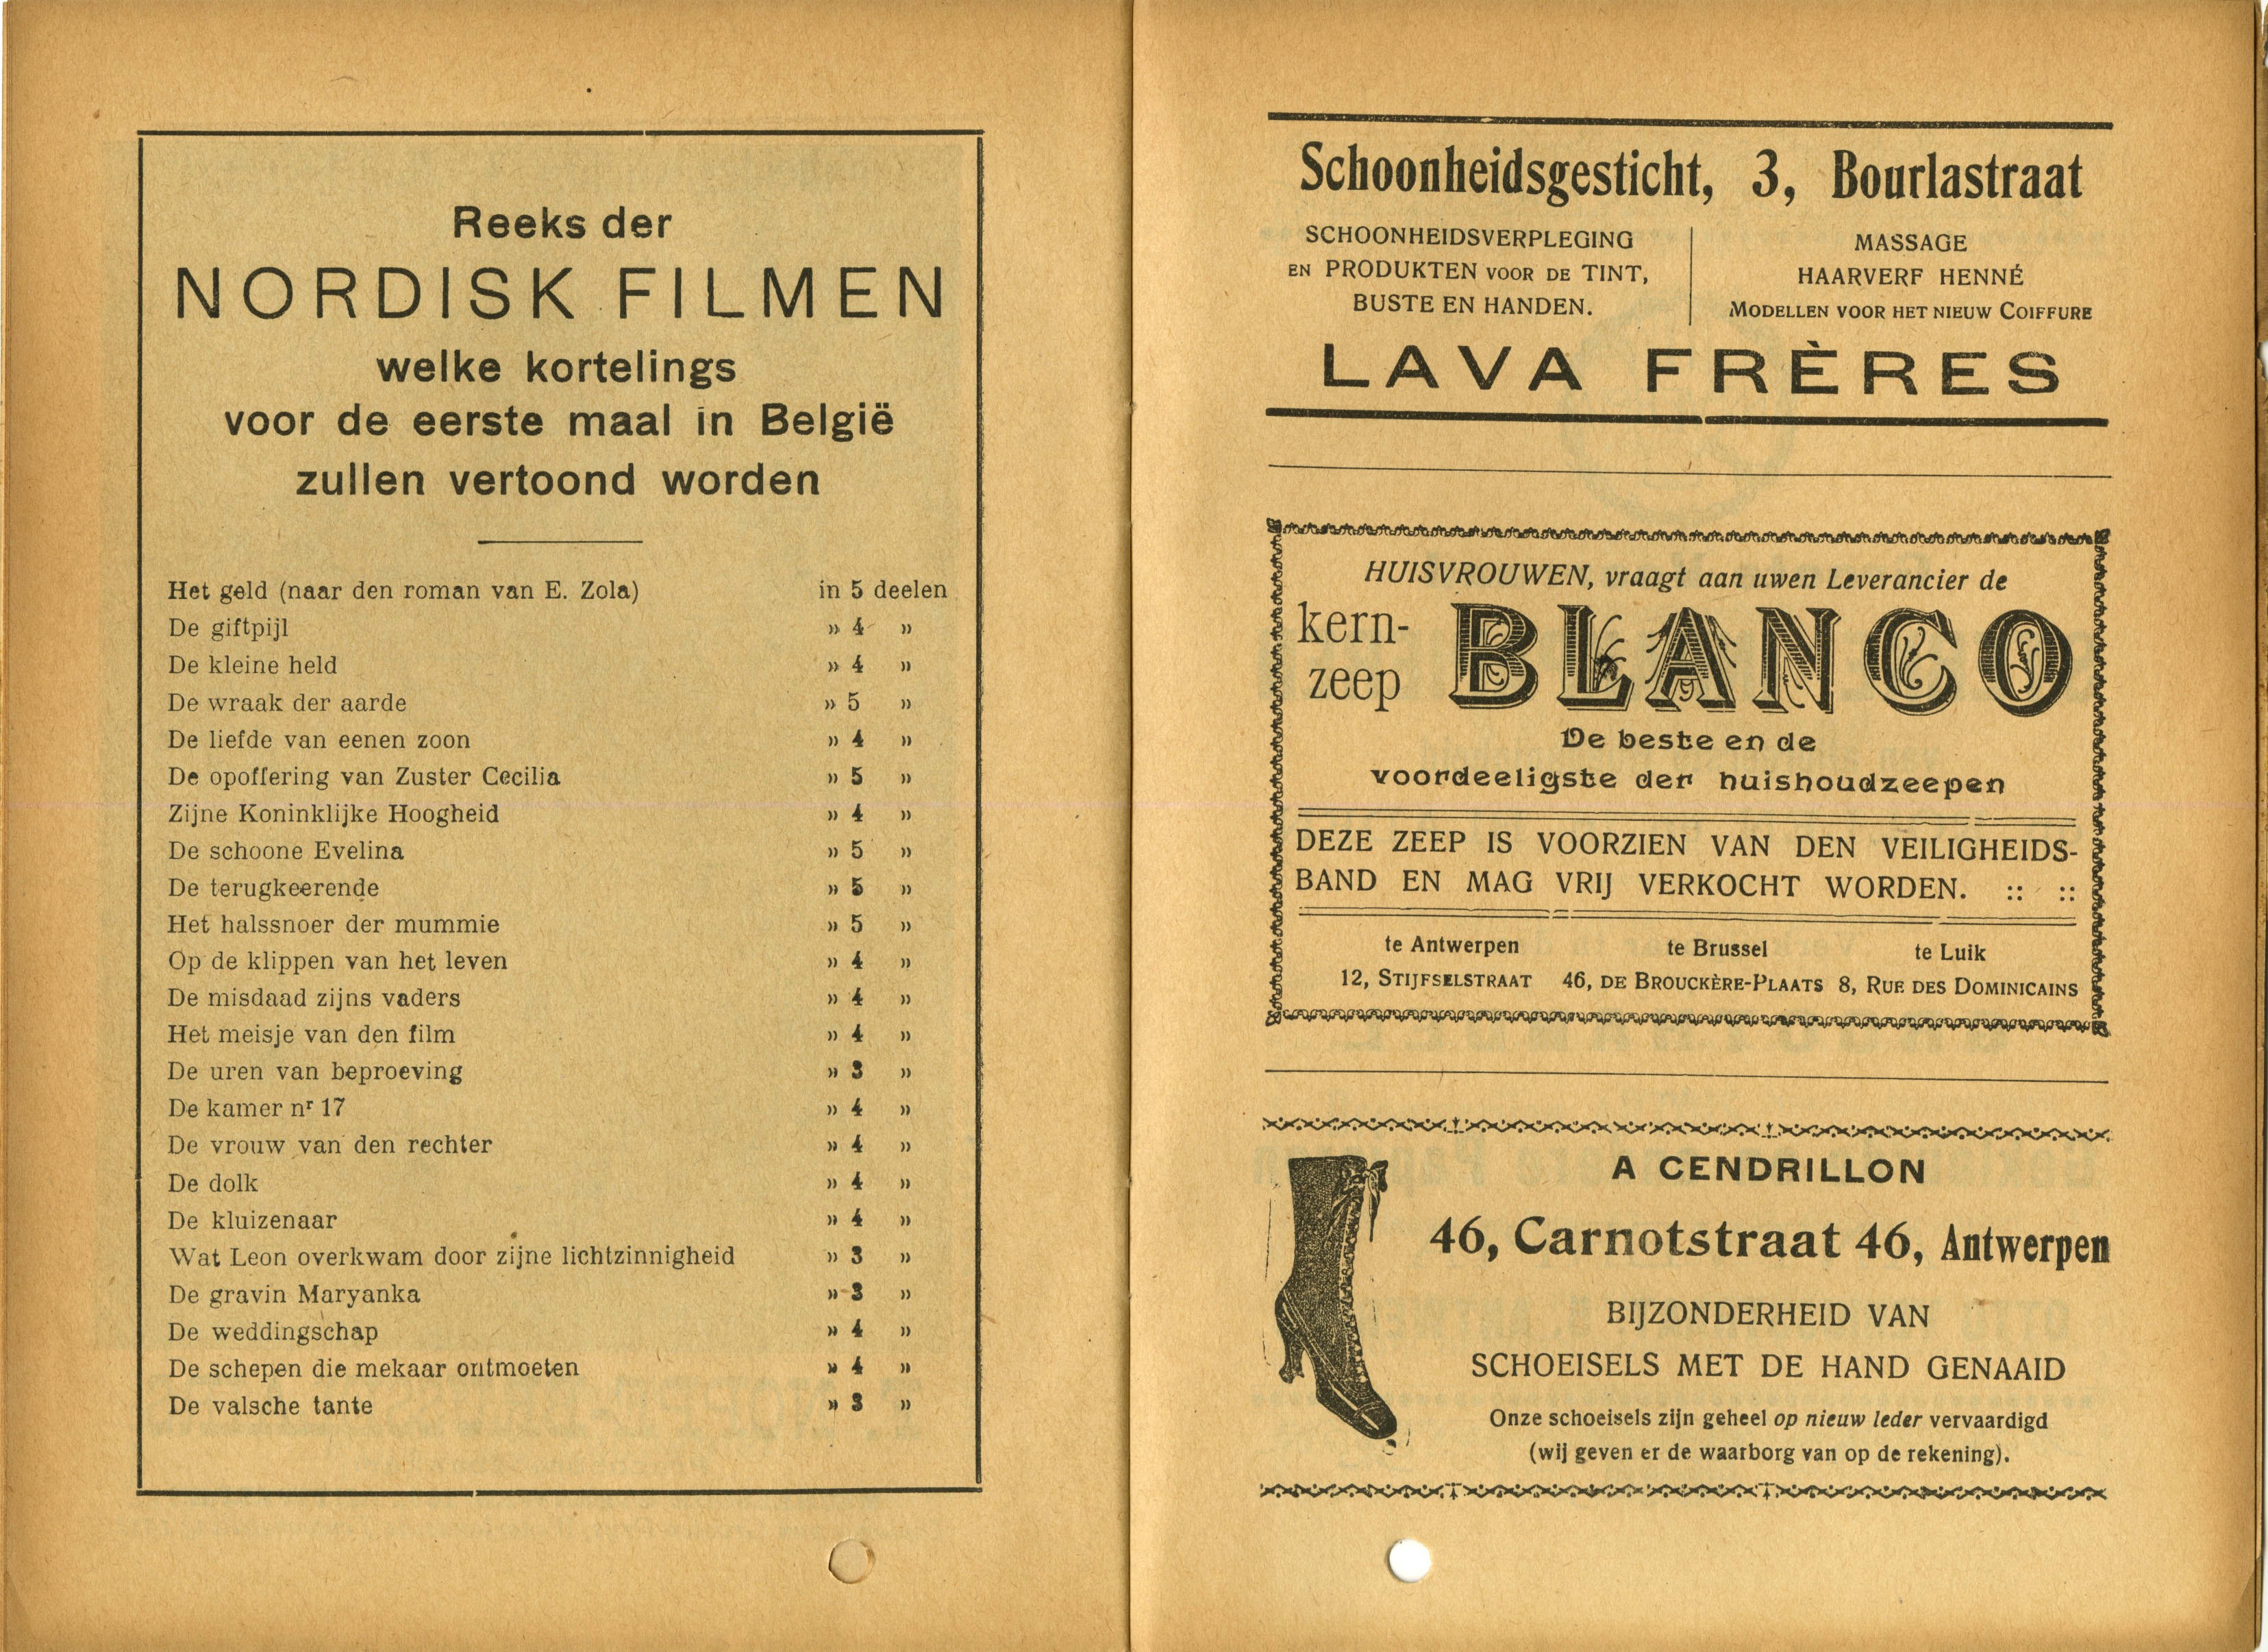 Reeks der
NORDISK FILMEN
welke kortelings
voor de eerste maal in België
zullen vertoond worden
Het geld (naar den roman van E. Zola) in 5 deelen
De giftpijl » 4 »
De kleine held » 4 »
De wraak der aarde » 5 »
De liefde van eenen zoon » 4 »
De opoffering van Zuster Cecilia » 5 »
Zijne Koninklijke Hoogheid » 4 »
De schoone Evelina » 5 »
De terugkeerende » 5 »
Het halssnoer der mummie » 5 »
Op de klippen van het leven » 4 »
De misdaad zijns vaders » 4 »
Het meisje van den film » 4 »
De uren van beproeving » 3 »
De kamer nʳ 17 » 4 »
De vrouw van den rechter » 4 »
De dolk » 4 »
De kluizenaar » 4 »
Wat Leon overkwam door zijne lichtzinnigheid » 3 »
De gravin Maryanka » 3 »
De weddingschap » 4 »
De schepen die mekaar ontmoeten » 4 »
De valsche tante » 3 »
Schoonheidsgesticht, 3, Bourlastraat
SCHOONHEIDSVERPLEGING
EN PRODUKTEN VOOR DE TINT,
BUSTE EN HANDEN.
MASSAGE
HAARVERF HENNÉ
MODELLEN VOOR HET NIEUW COIFFURE
LAVA FRÈRES
HUISVROUWEN, vraagt aan uwen Leverancier de
kern-
zeep
BLANCO
De beste en de
voordeeligste der huishoudzeepen
DEZE ZEEP IS VOORZIEN VAN DEN VEILIGHEIDS-
BAND EN MAG VRIJ VERKOCHT WORDEN. :: ::
te Antwerpen te Brussel te Luik
12, STIJFSELSTRAAT 46, DE BROUCKÈRE-PLAATS 8, RUE DES DOMINICAINS
A CENDRILLON
46, Carnotstraat 46, Antwerpen
BIJZONDERHEID VAN
SCHOEISELS MET DE HAND GENAAID
Onze schoeisels zijn geheel op nieuw leder vervaardigd
(wij geven er de waarborg van op de rekening).